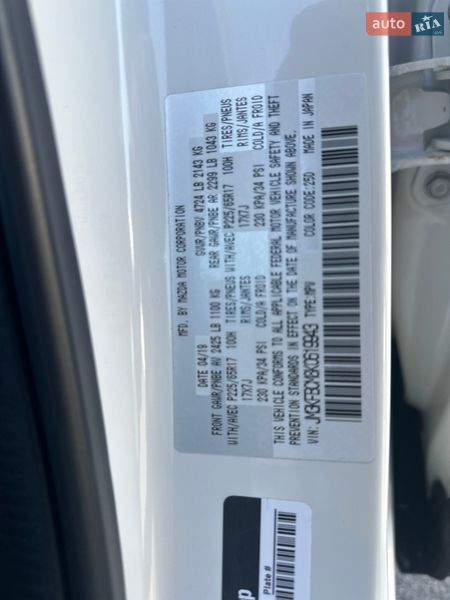 auto RIA
MFD. BY MAZDA MOTOR CORPORATION
DATE 04/19 GVWR/PNBV 4724 LB 2143 KG
FRONT GAWR/PNBE AV 2425 LB 1100 KG REAR GAWR/PNBE AR 2299 LB 1043 KG
WITH/AVEC P225/65R17 100H TIRES/PNEUS WITH/AVEC P225/65R17 100H TIRES/PNEUS
17X7J RIMS/JANTES 17X7J RIMS/JANTES
230 KPA/34 PSI COLD/A FROID 230 KPA/34 PSI COLD/A FROID
THIS VEHICLE CONFORMS TO ALL APPLICABLE FEDERAL MOTOR VEHICLE SAFETY AND THEFT
PREVENTION STANDARDS IN EFFECT ON THE DATE OF MANUFACTURE SHOWN ABOVE.
VIN: TYPE:MPV COLOR CODE:25D MADE IN JAPAN
Plate #